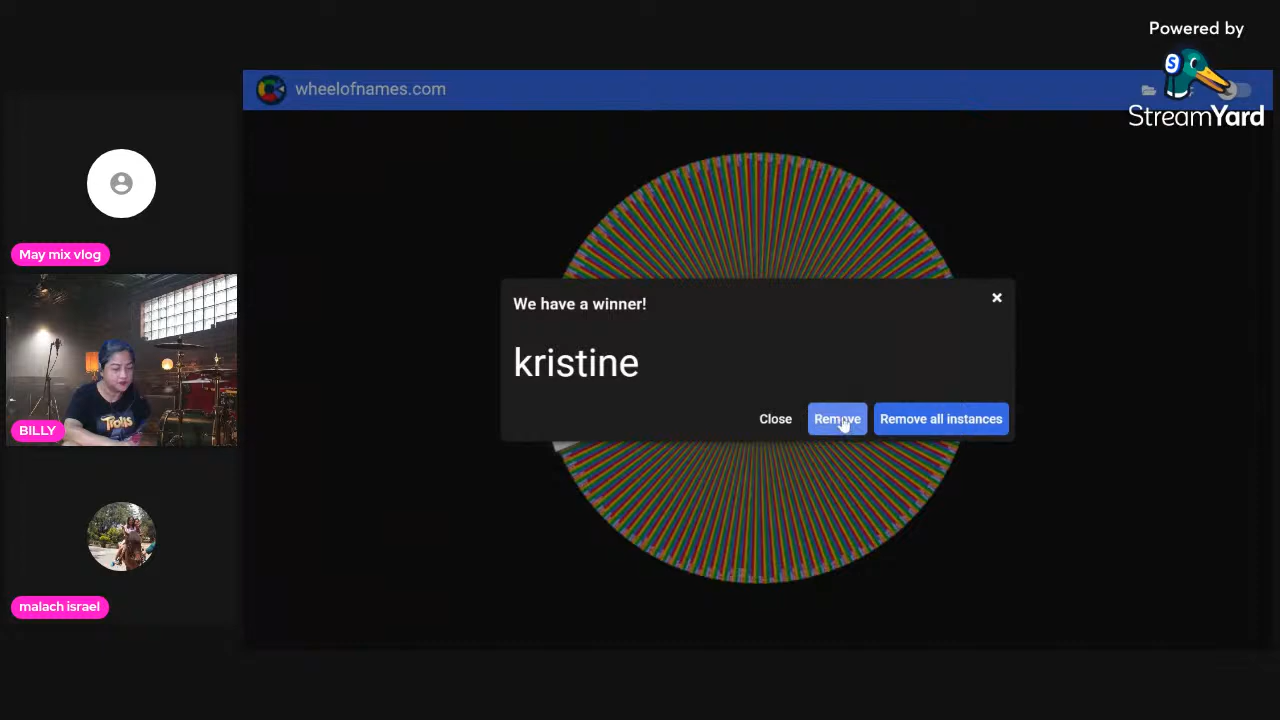 Powered by
StreamYard
wheelofnames.com
May mix vlog
We have a winner!
kristine
Close
Remove
Remove all instances
Trolls
BILLY
malach israel